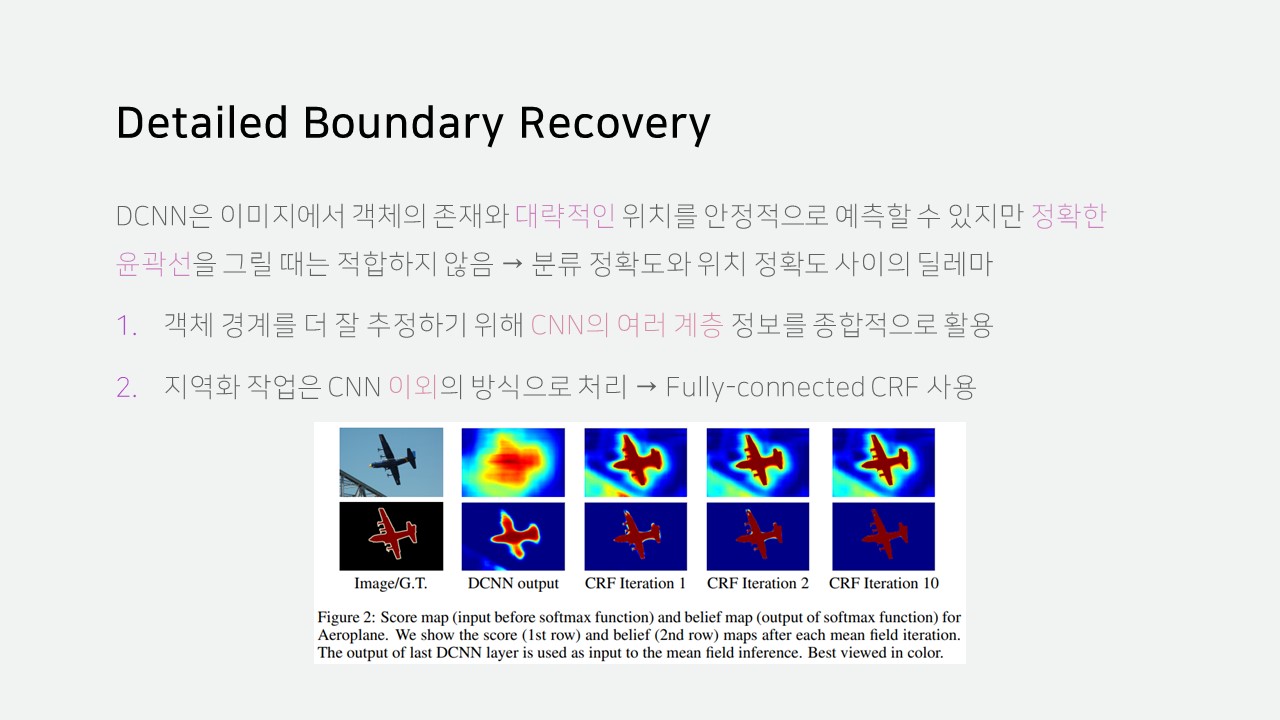 Detailed Boundary Recovery
DCNN은 이미지에서 객체의 존재와 대략적인 위치를 안정적으로 예측할 수 있지만 정확한
윤곽선을 그릴 때는 적합하지 않음 → 분류 정확도와 위치 정확도 사이의 딜레마
1. 객체 경계를 더 잘 추정하기 위해 CNN의 여러 계층 정보를 종합적으로 활용
2. 지역화 작업은 CNN 이외의 방식으로 처리 → Fully-connected CRF 사용
Image/G.T. DCNN output CRF Iteration 1 CRF Iteration 2 CRF Iteration 10
Figure 2: Score map (input before softmax function) and belief map (output of softmax function) for
Aeroplane. We show the score (1st row) and belief (2nd row) maps after each mean field iteration.
The output of last DCNN layer is used as input to the mean field inference. Best viewed in color.